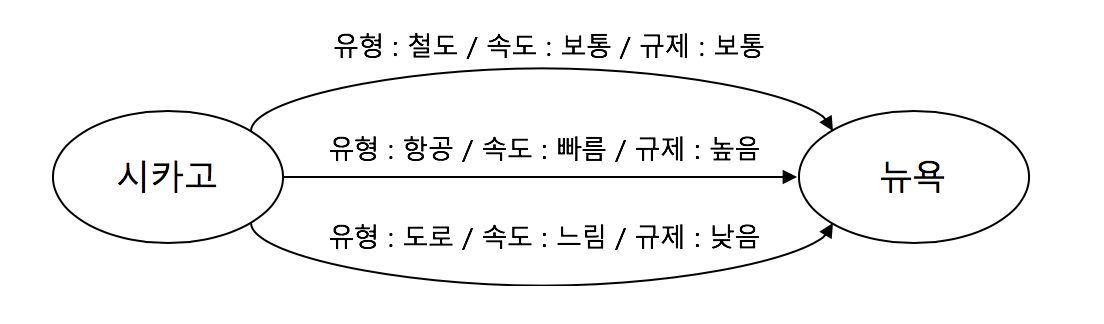 유형 : 철도 / 속도 : 보통 / 규제 : 보통
유형 : 항공 / 속도 : 빠름 / 규제 : 높음
시카고
뉴욕
유형 : 도로 / 속도 : 느림 / 규제 : 낮음